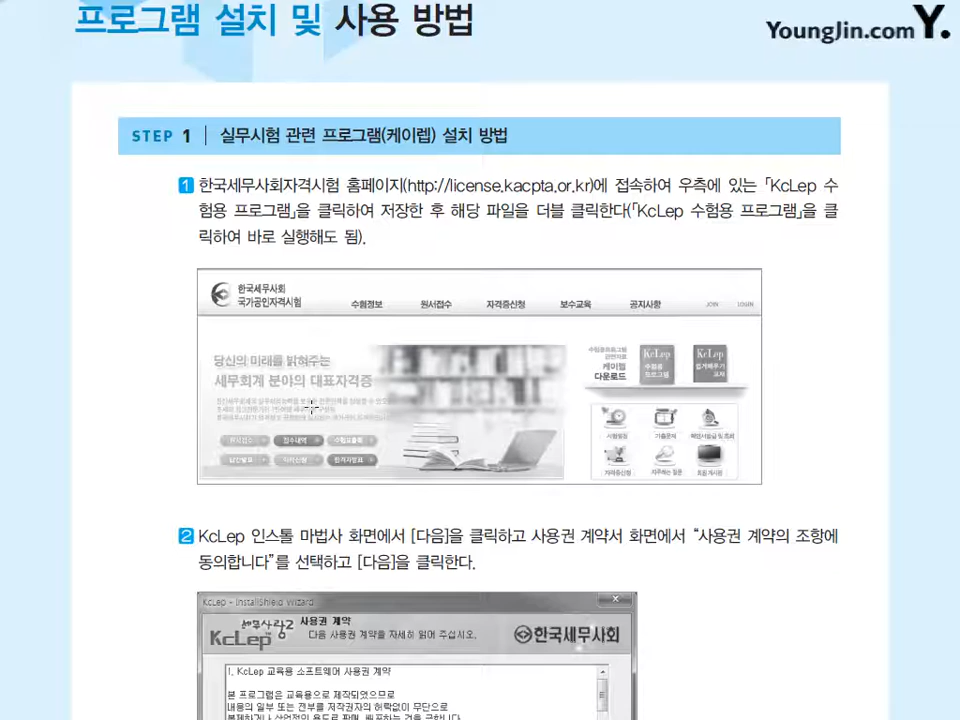 프로그램 설치 및 사용 방법
YoungJin.com Y.
STEP 1 실무시험 관련 프로그램(케이렙) 설치 방법
1 한국세무사회자격시험 홈페이지(http://license.kacpta.or.kr)에 접속하여 우측에 있는 「KcLep 수
험용 프로그램」을 클릭하여 저장한 후 해당 파일을 더블 클릭한다(「KcLep 수험용 프로그램」을 클
릭하여 바로 실행해도 됨).
한국세무사회
국가공인자격시험
수험정보 원서접수 자격증신청 보수교육 공지사항 JOIN LOGIN
당신의 미래를 밝혀주는
세무회계 분야의 대표자격증
케이렙
다운로드
KcLep
수험용
프로그램
KcLep
2 KcLep 인스톨 마법사 화면에서 [다음]을 클릭하고 사용권 계약서 화면에서 “사용권 계약의 조항에
동의합니다”를 선택하고 [다음]을 클릭한다.
KcLep - InstallShield Wizard
세무사랑2
KcLep
사용권 계약
다음 사용권 계약을 자세히 읽어 주십시오.
한국세무사회
1. KcLep 교육용 소프트웨어 사용권 계약
본 프로그램은 교육용으로 제작되었으므로
내용의 일부 또는 전부를 저작권자의 허락없이 무단으로